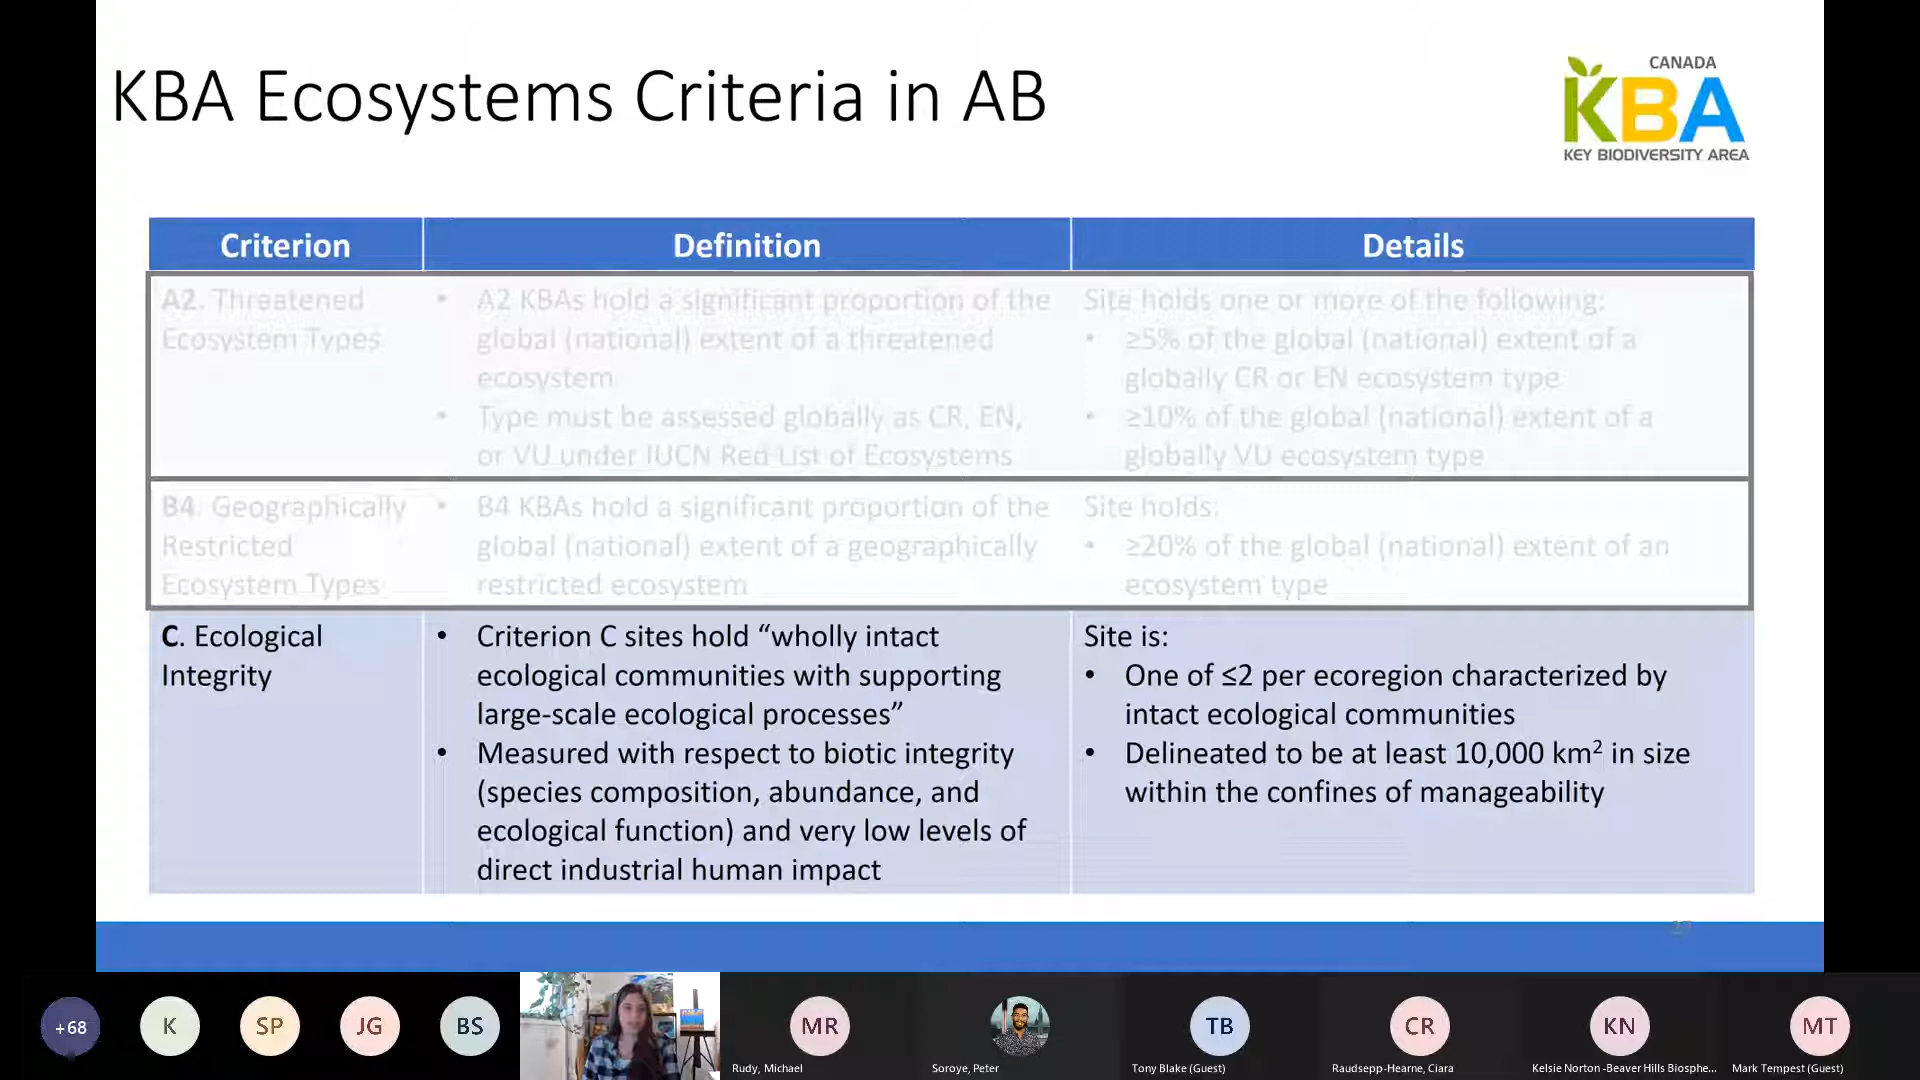 KBA Ecosystems Criteria in AB
CANADA
KBA
KEY BIODIVERSITY AREA
Criterion
Definition
Details
A2. Threatened
Ecosystem Types
• A2 KBAs hold a significant proportion of the
global (national) extent of a threatened
ecosystem
• Type must be assessed globally as CR, EN,
or VU under IUCN Red List of Ecosystems
Site holds one or more of the following:
• ≥5% of the global (national) extent of a
globally CR or EN ecosystem type
• ≥10% of the global (national) extent of a
globally VU ecosystem type
B4. Geographically
Restricted
Ecosystem Types
• B4 KBAs hold a significant proportion of the
global (national) extent of a geographically
restricted ecosystem
Site holds:
• ≥20% of the global (national) extent of an
ecosystem type
C. Ecological
Integrity
• Criterion C sites hold “wholly intact
ecological communities with supporting
large-scale ecological processes”
• Measured with respect to biotic integrity
(species composition, abundance, and
ecological function) and very low levels of
direct industrial human impact
Site is:
• One of ≤2 per ecoregion characterized by
intact ecological communities
• Delineated to be at least 10,000 km² in size
within the confines of manageability
+68
K
SP
JG
BS
MR
Rudy, Michael
Soroye, Peter
TB
Tony Blake (Guest)
CR
Raudsepp-Hearne, Ciara
KN
Kelsie Norton -Beaver Hills Biosphe...
MT
Mark Tempest (Guest)